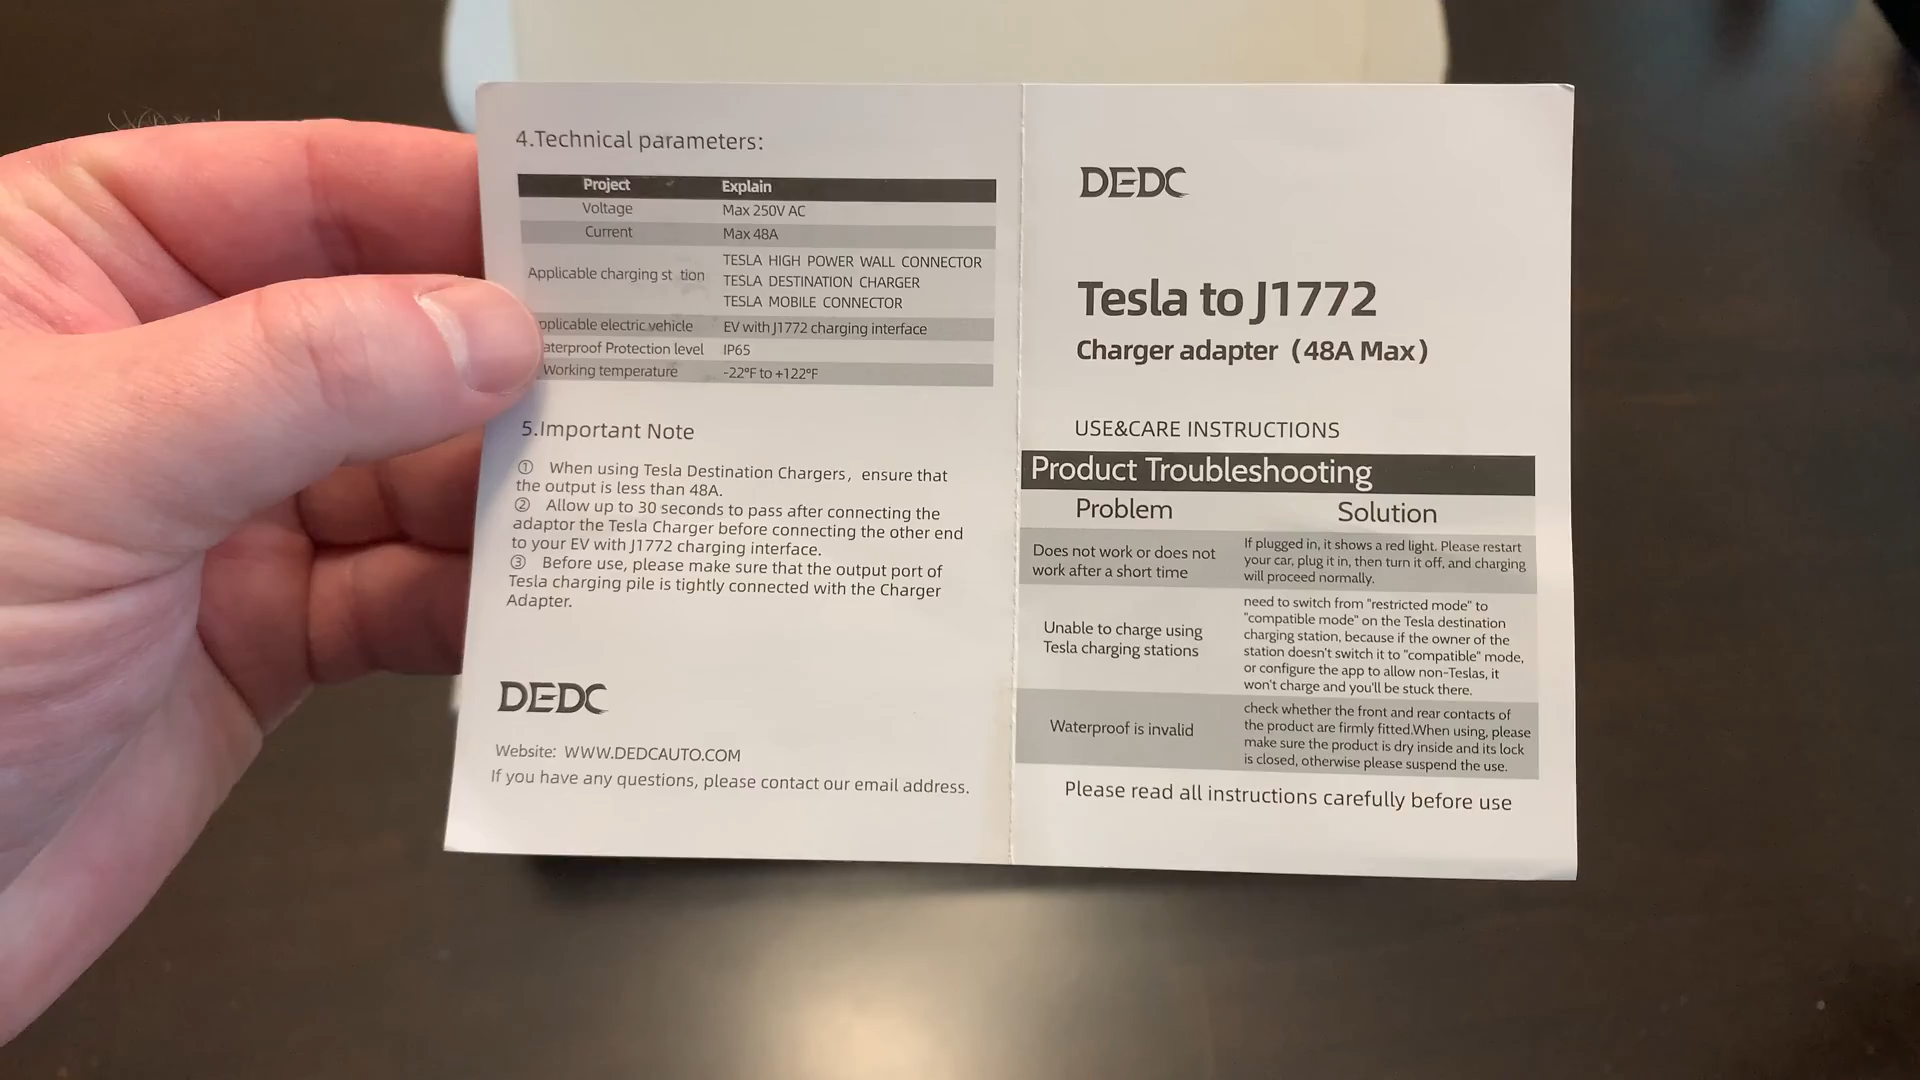 4.Technical parameters:
Project Explain
Voltage Max 250V AC
Current Max 48A
Applicable charging st tion TESLA HIGH POWER WALL CONNECTOR
TESLA DESTINATION CHARGER
TESLA MOBILE CONNECTOR
pplicable electric vehicle EV with J1772 charging interface
aterproof Protection level IP65
Working temperature -22°F to +122°F
5.Important Note
① When using Tesla Destination Chargers, ensure that
the output is less than 48A.
② Allow up to 30 seconds to pass after connecting the
adaptor the Tesla Charger before connecting the other end
to your EV with J1772 charging interface.
③ Before use, please make sure that the output port of
Tesla charging pile is tightly connected with the Charger
Adapter.
DEDC
Website: WWW.DEDCAUTO.COM
If you have any questions, please contact our email address.
DEDC
Tesla to J1772
Charger adapter (48A Max)
USE&CARE INSTRUCTIONS
Product Troubleshooting
Problem Solution
Does not work or does not
work after a short time
If plugged in, it shows a red light. Please restart
your car, plug it in, then turn it off, and charging
will proceed normally.
Unable to charge using
Tesla charging stations
need to switch from "restricted mode" to
"compatible mode" on the Tesla destination
charging station, because if the owner of the
station doesn't switch it to "compatible" mode,
or configure the app to allow non-Teslas, it
won't charge and you'll be stuck there.
Waterproof is invalid
check whether the front and rear contacts of
the product are firmly fitted.When using, please
make sure the product is dry inside and its lock
is closed, otherwise please suspend the use.
Please read all instructions carefully before use